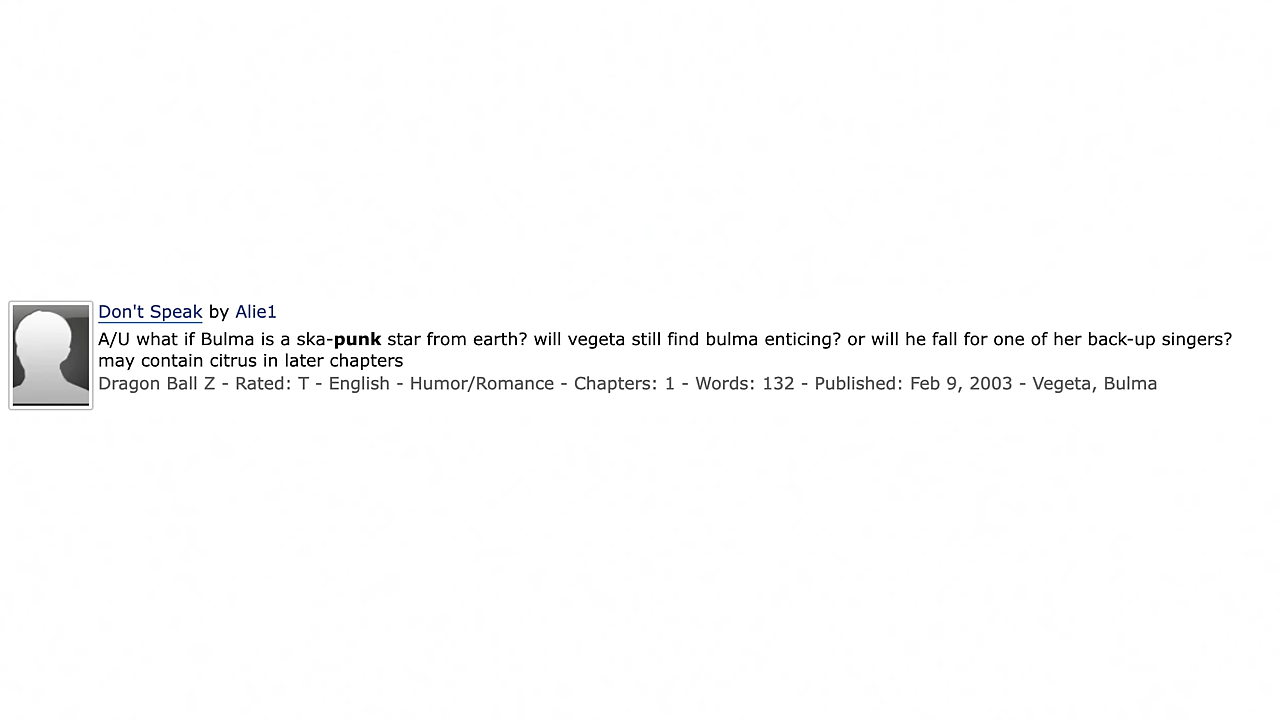 Don't Speak by Alie1
A/U what if Bulma is a ska-punk star from earth? will vegeta still find bulma enticing? or will he fall for one of her back-up singers?
may contain citrus in later chapters
Dragon Ball Z - Rated: T - English - Humor/Romance - Chapters: 1 - Words: 132 - Published: Feb 9, 2003 - Vegeta, Bulma